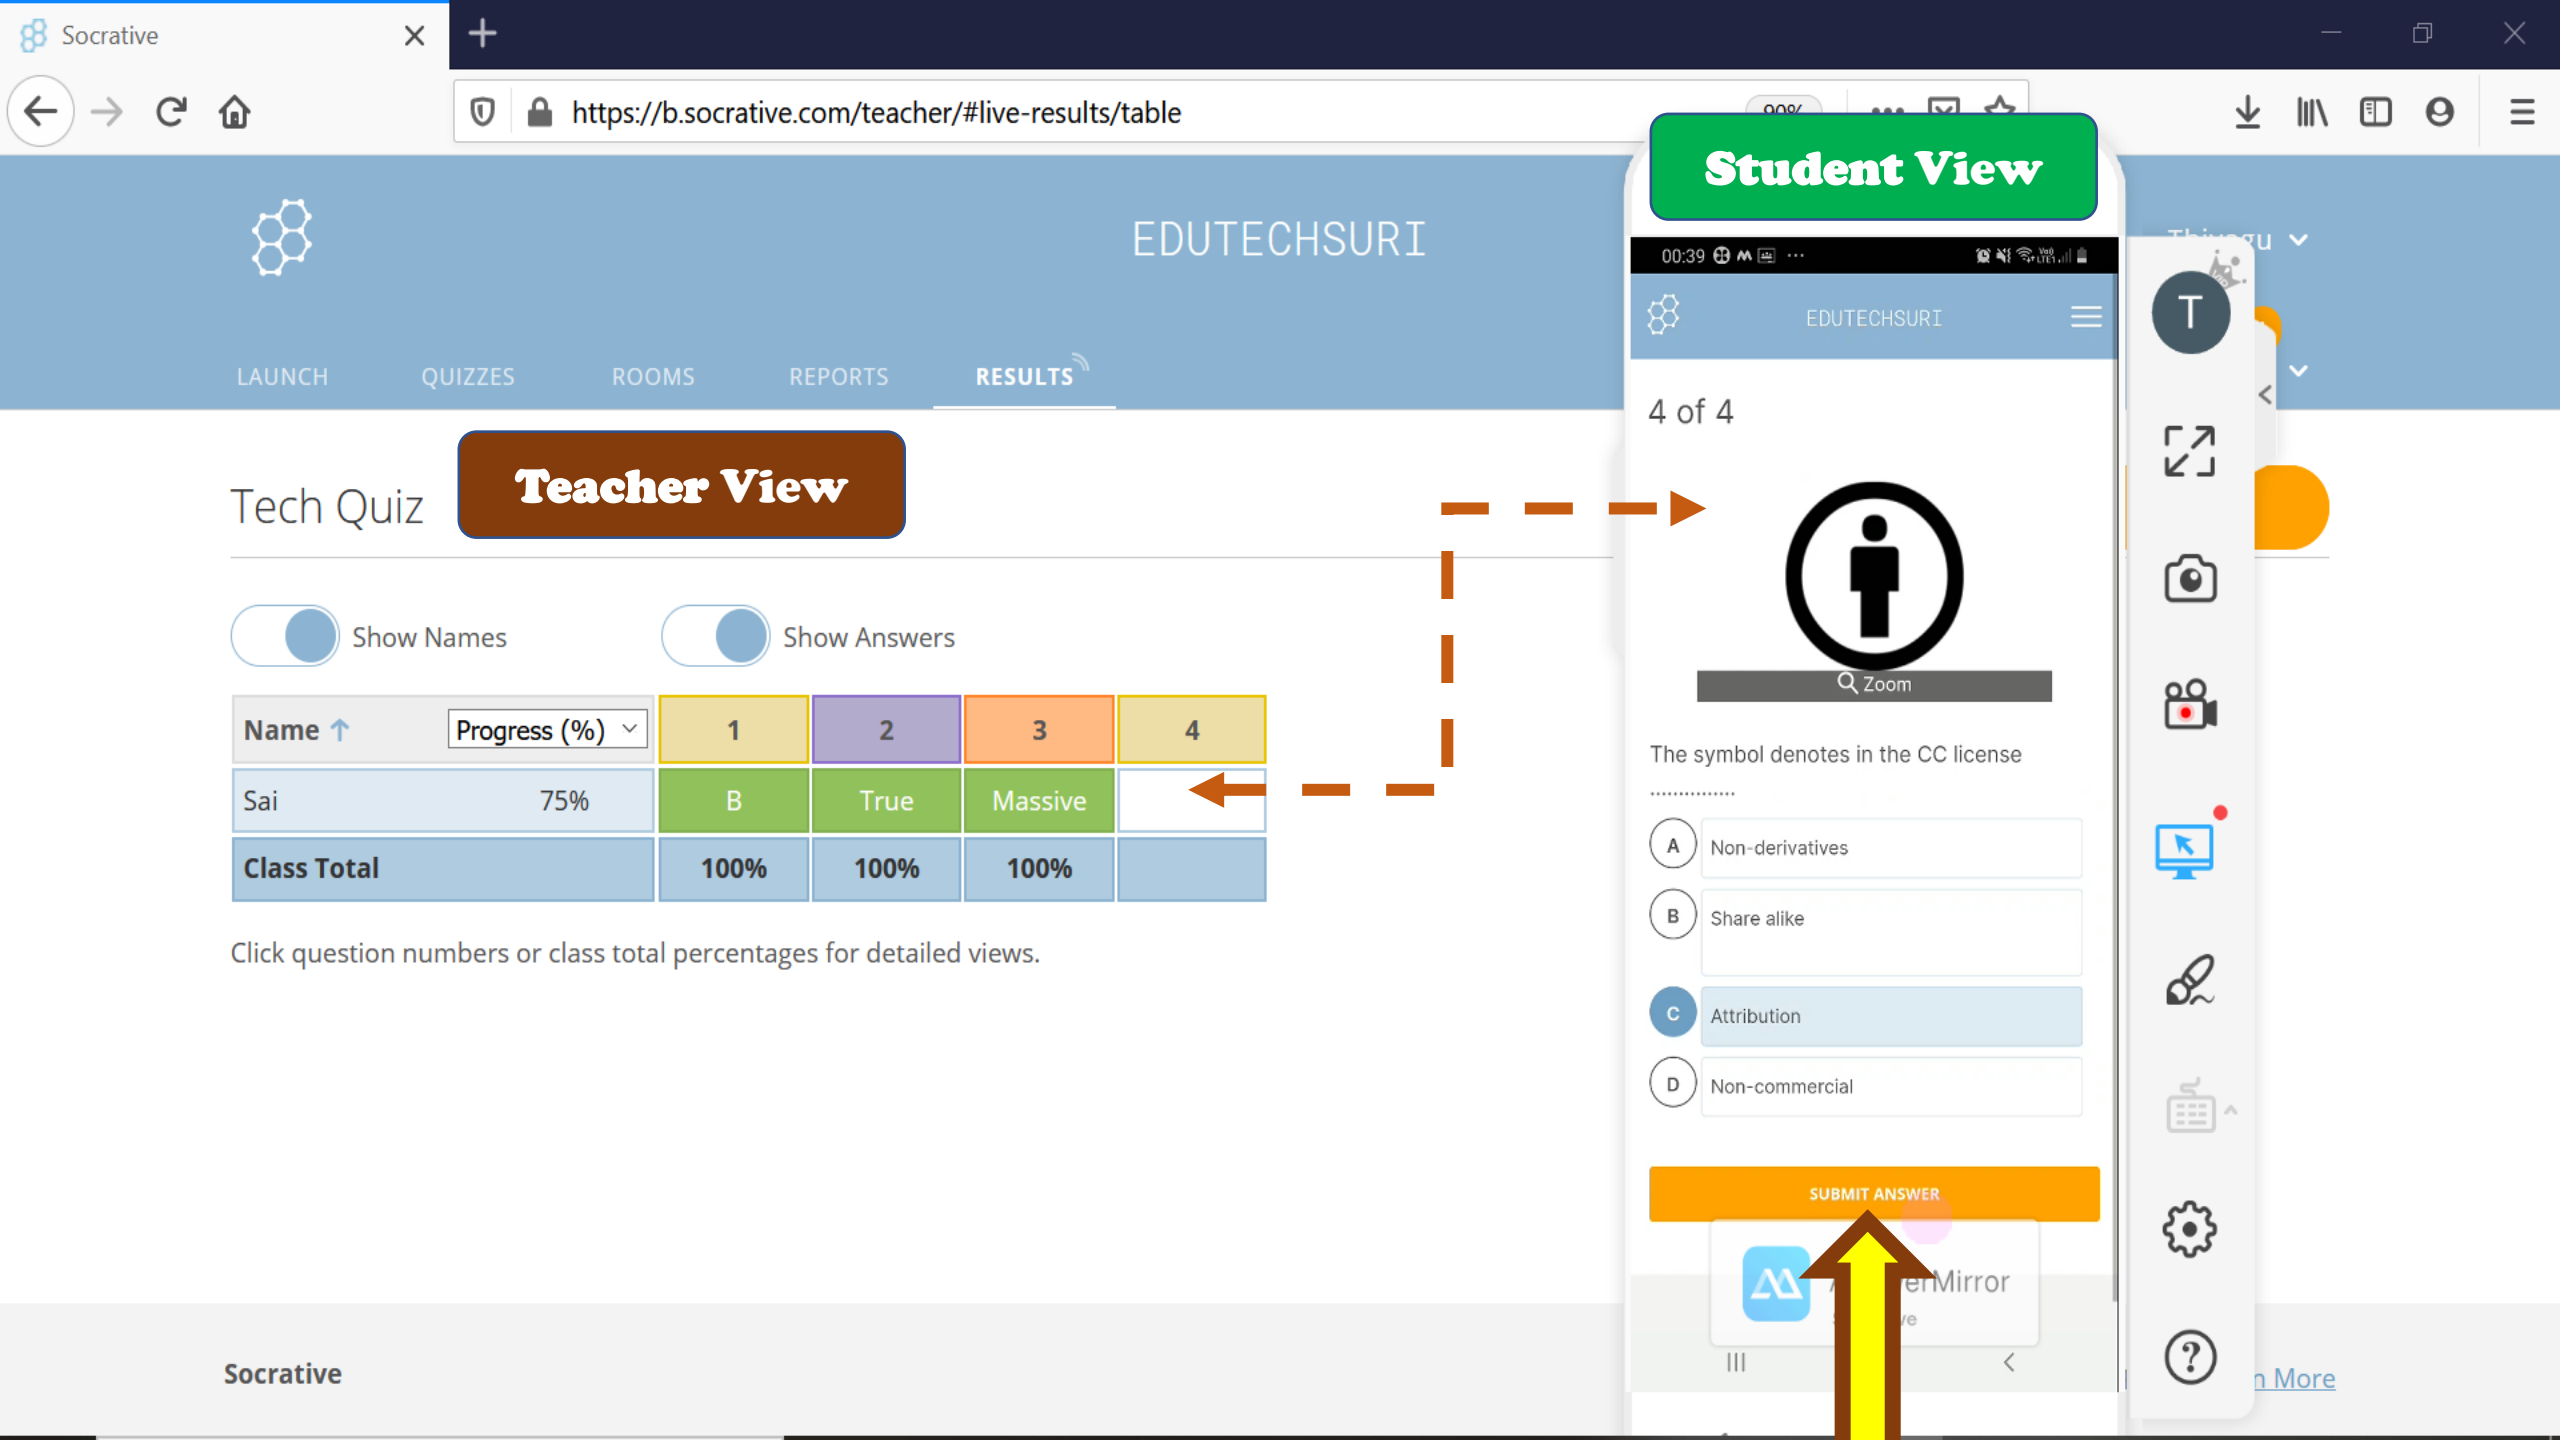 Socrative
https://b.socrative.com/teacher/#live-results/table
90%
Student View
EDUTECHSURI
LAUNCH QUIZZES ROOMS REPORTS RESULTS
Tech Quiz
Teacher View
Show Names Show Answers
Name Progress (%) 1 2 3 4
Sai 75% B True Massive
Class Total 100% 100% 100%
Click question numbers or class total percentages for detailed views.
Socrative
00:39
EDUTECHSURI
4 of 4
Zoom
The symbol denotes in the CC license
...............
A Non-derivatives
B Share alike
C Attribution
D Non-commercial
SUBMIT ANSWER
erMirror
T
More